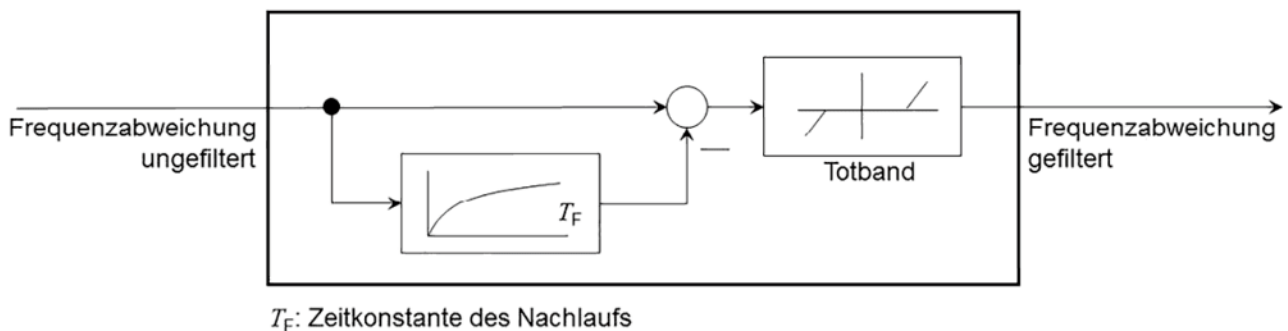 Frequenzabweichung
ungefiltert
T_F
Totband
Frequenzabweichung
gefiltert
T_F: Zeitkonstante des Nachlaufs